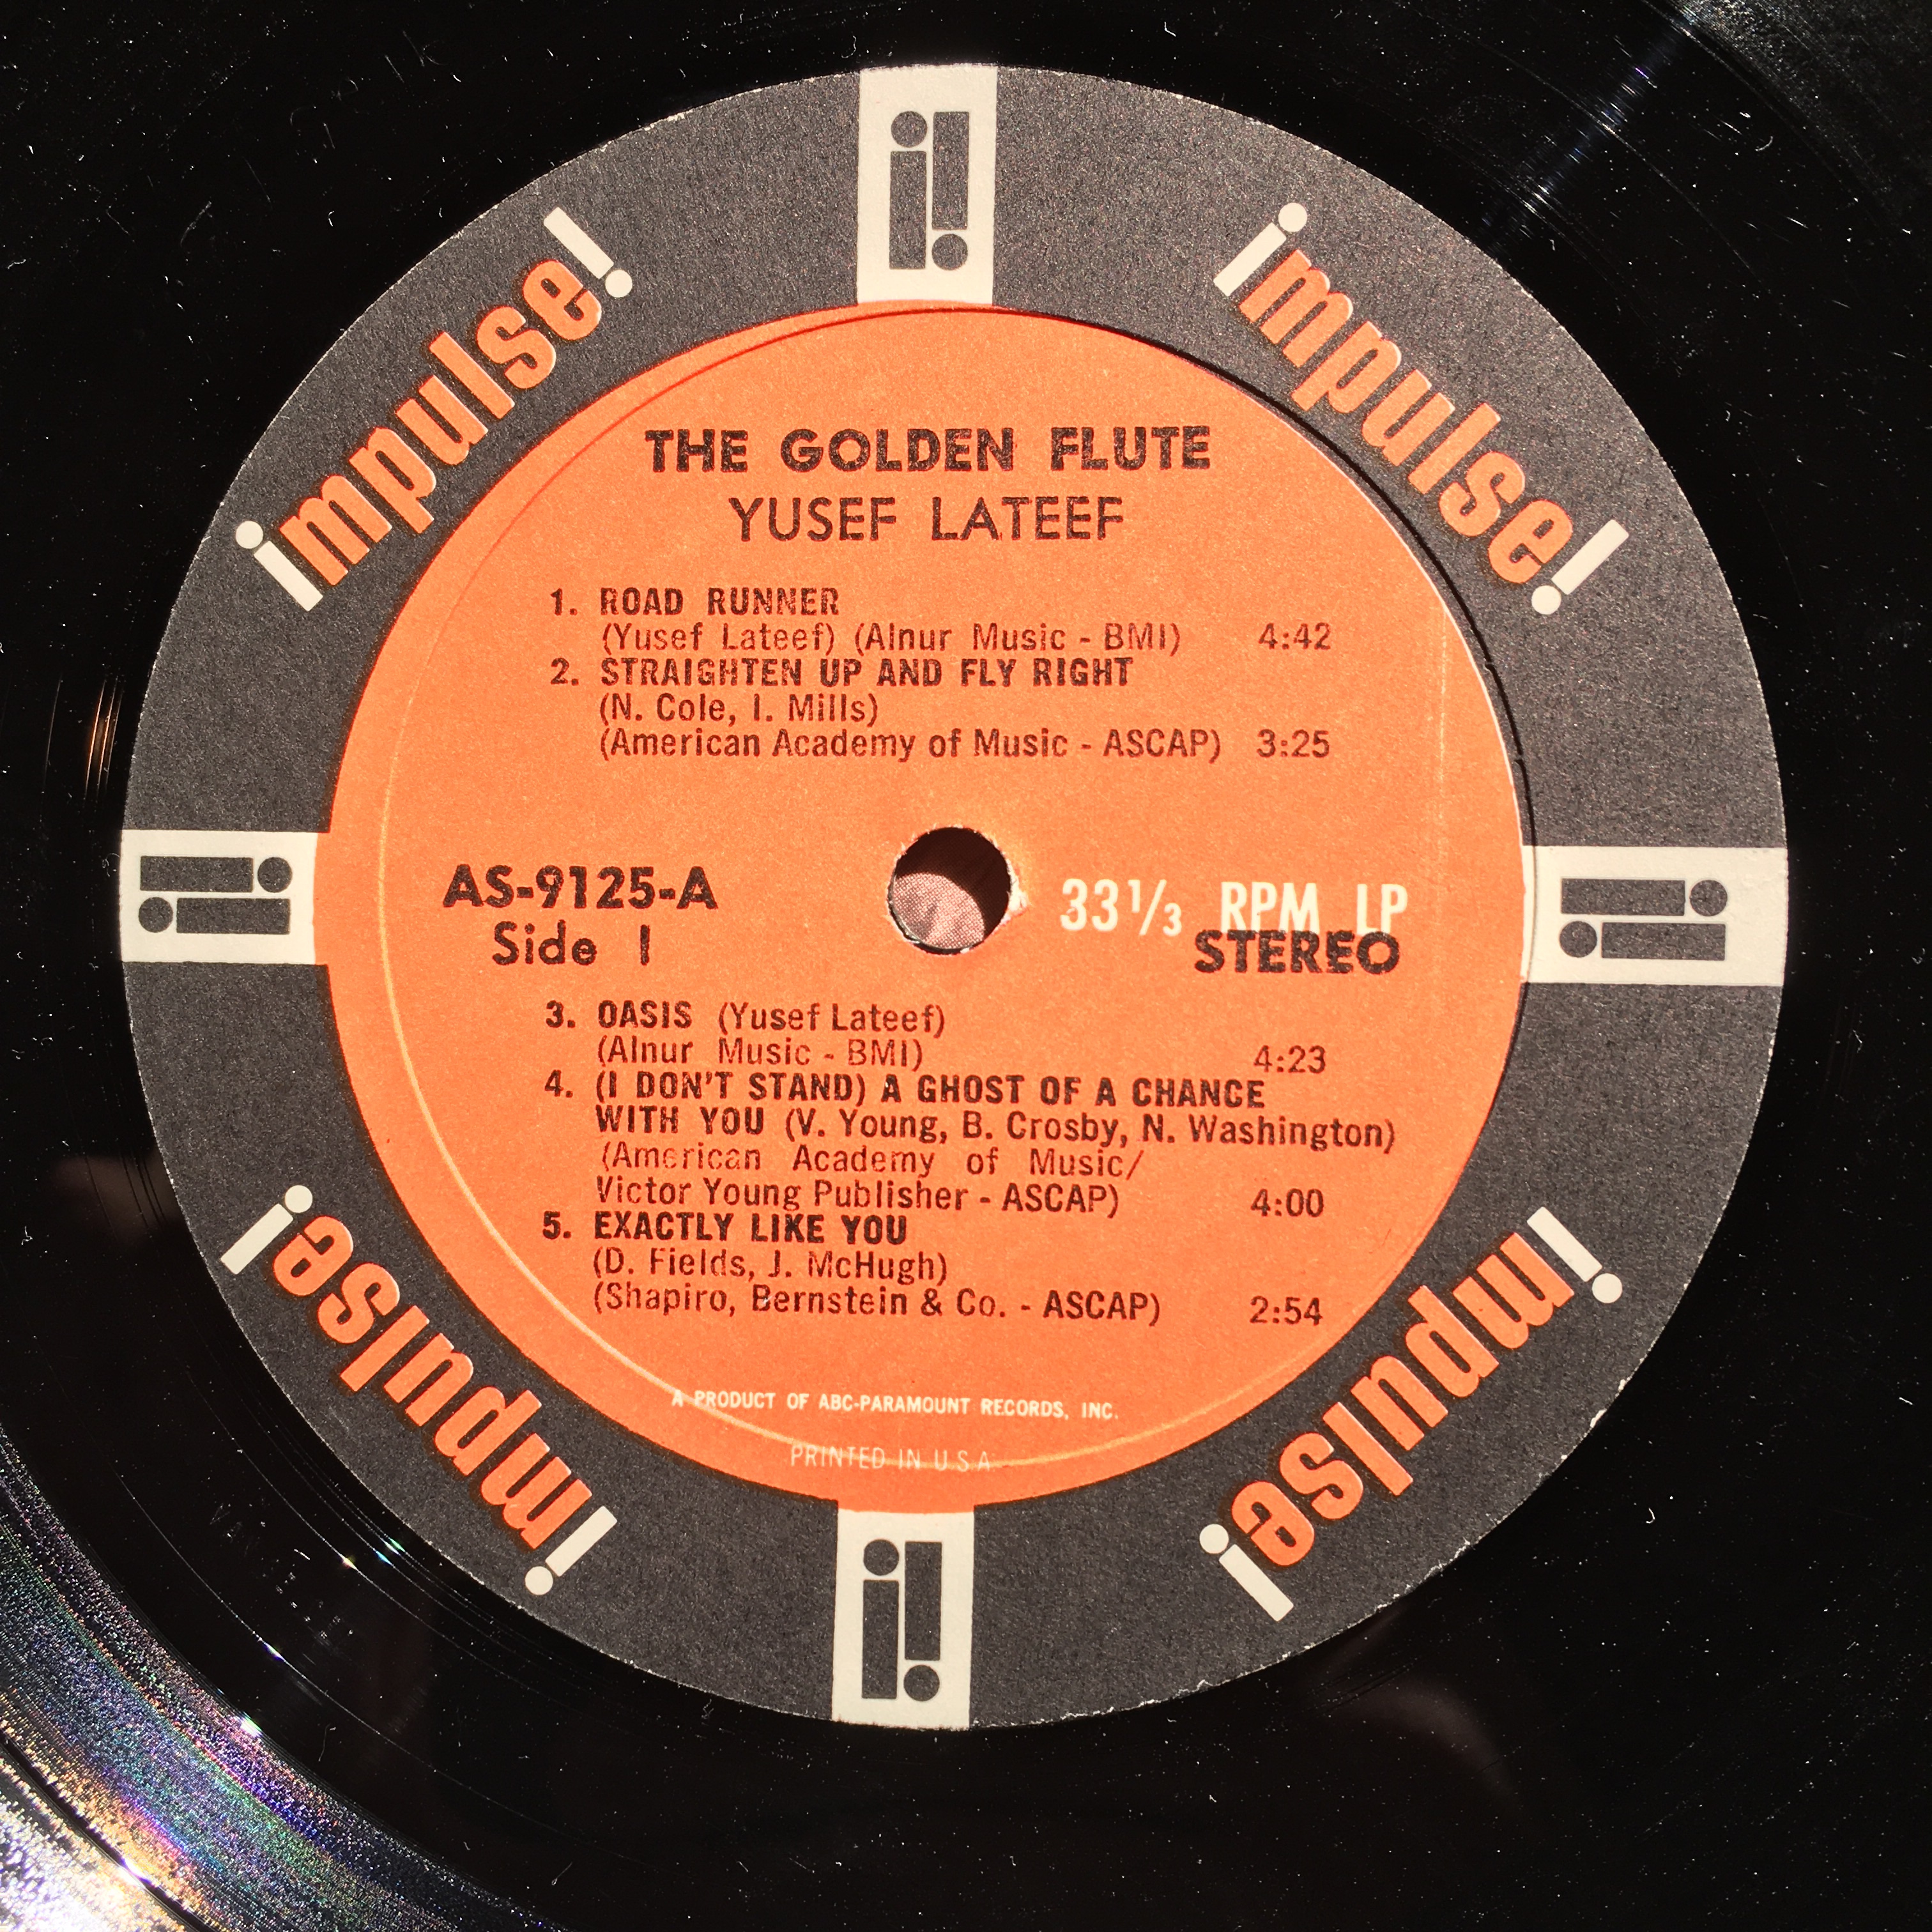 impulse!
impulse!
THE GOLDEN FLUTE
YUSEF LATEEF
1. ROAD RUNNER
(Yusef Lateef) (Alnur Music - BMI) 4:42
2. STRAIGHTEN UP AND FLY RIGHT
(N. Cole, I. Mills)
(American Academy of Music - ASCAP) 3:25
AS-9125-A
Side 1
33 1/3 RPM LP
STEREO
3. OASIS (Yusef Lateef)
(Alnur Music - BMI) 4:23
4. (I DON'T STAND) A GHOST OF A CHANCE
WITH YOU (V. Young, B. Crosby, N. Washington)
(American Academy of Music/
Victor Young Publisher - ASCAP) 4:00
5. EXACTLY LIKE YOU
(D. Fields, J. McHugh)
(Shapiro, Bernstein & Co. - ASCAP) 2:54
A PRODUCT OF ABC-PARAMOUNT RECORDS, INC.
PRINTED IN U.S.A.
impulse!
impulse!